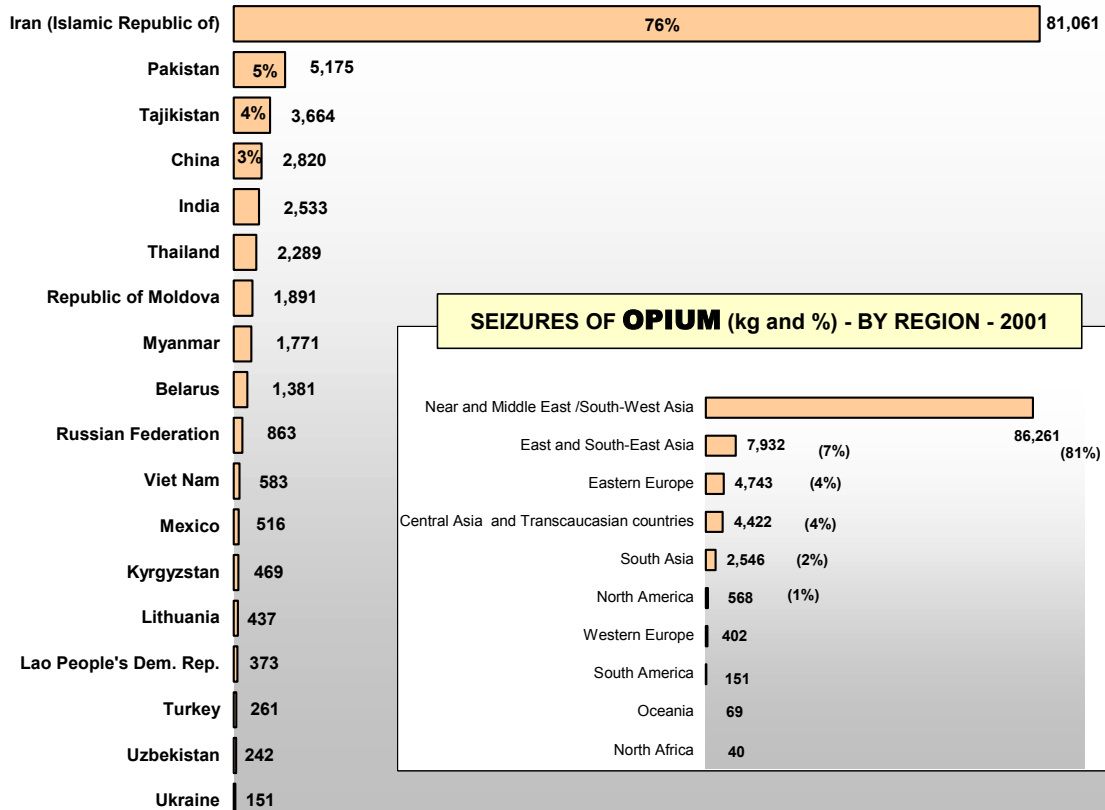 Iran (Islamic Republic of) 76% 81,061
Pakistan 5% 5,175
Tajikistan 4% 3,664
China 3% 2,820
India 2,533
Thailand 2,289
Republic of Moldova 1,891
Myanmar 1,771
Belarus 1,381
Russian Federation 863
Viet Nam 583
Mexico 516
Kyrgyzstan 469
Lithuania 437
Lao People's Dem. Rep. 373
Turkey 261
Uzbekistan 242
Ukraine 151
SEIZURES OF OPIUM (kg and %) - BY REGION - 2001
Near and Middle East /South-West Asia 86,261 (81%)
East and South-East Asia 7,932 (7%)
Eastern Europe 4,743 (4%)
Central Asia and Transcaucasian countries 4,422 (4%)
South Asia 2,546 (2%)
North America 568 (1%)
Western Europe 402
South America 151
Oceania 69
North Africa 40